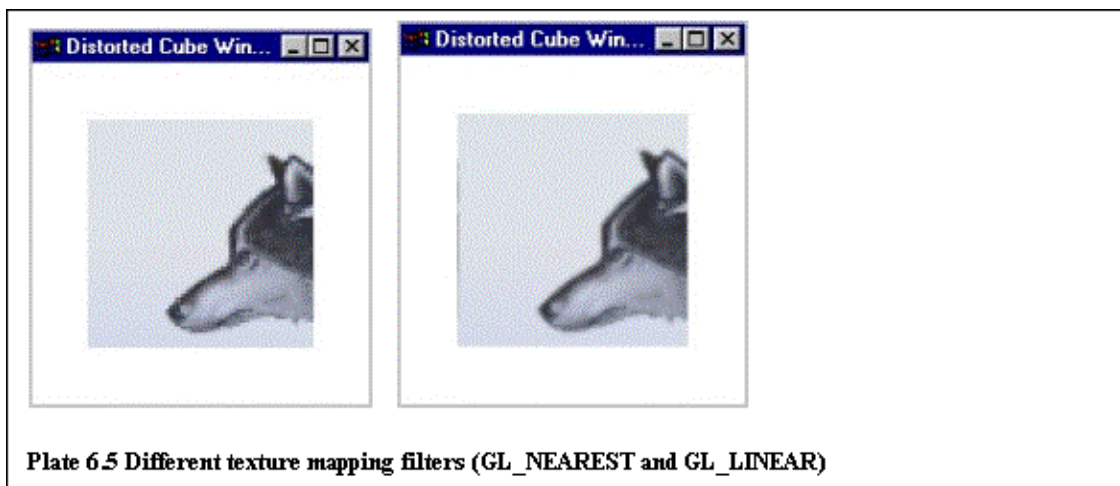 Distorted Cube Win...
Distorted Cube Win...
Plate 6.5 Different texture mapping filters (GL_NEAREST and GL_LINEAR)